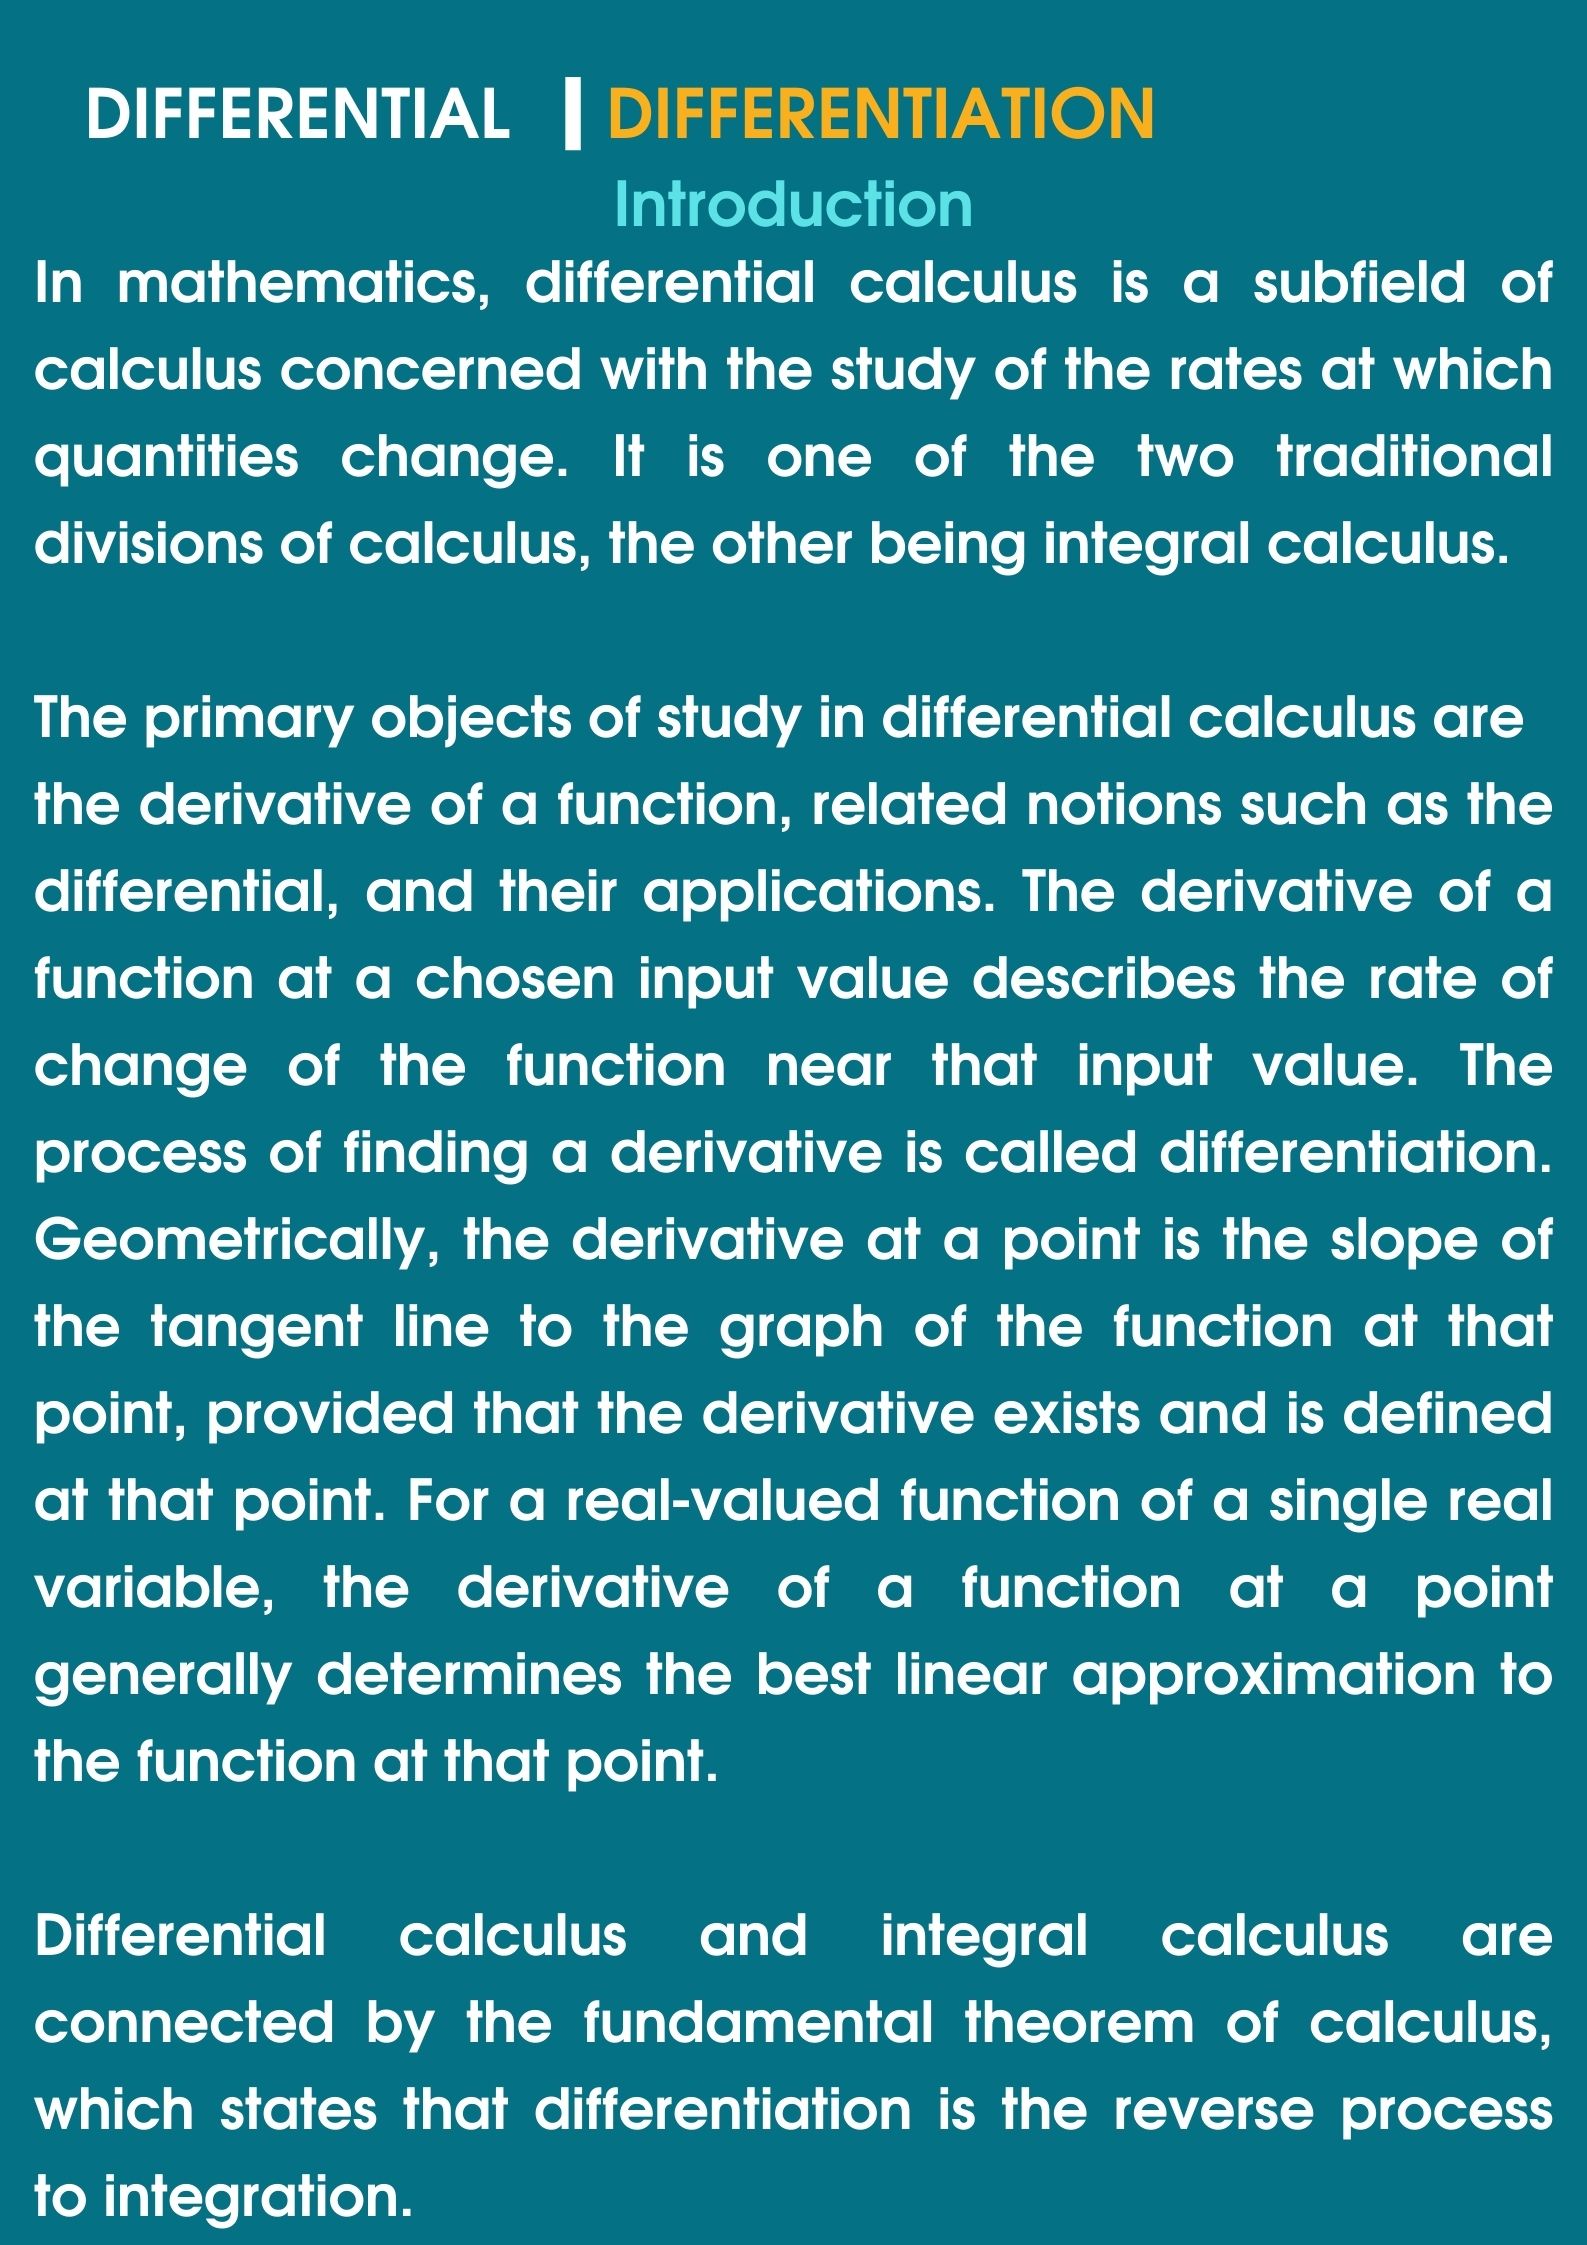 DIFFERENTIAL | DIFFERENTIATION
Introduction
In mathematics, differential calculus is a subfield of
calculus concerned with the study of the rates at which
quantities change. It is one of the two traditional
divisions of calculus, the other being integral calculus.
The primary objects of study in differential calculus are
the derivative of a function, related notions such as the
differential, and their applications. The derivative of a
function at a chosen input value describes the rate of
change of the function near that input value. The
process of finding a derivative is called differentiation.
Geometrically, the derivative at a point is the slope of
the tangent line to the graph of the function at that
point, provided that the derivative exists and is defined
at that point. For a real-valued function of a single real
variable, the derivative of a function at a point
generally determines the best linear approximation to
the function at that point.
Differential calculus and integral calculus are
connected by the fundamental theorem of calculus,
which states that differentiation is the reverse process
to integration.